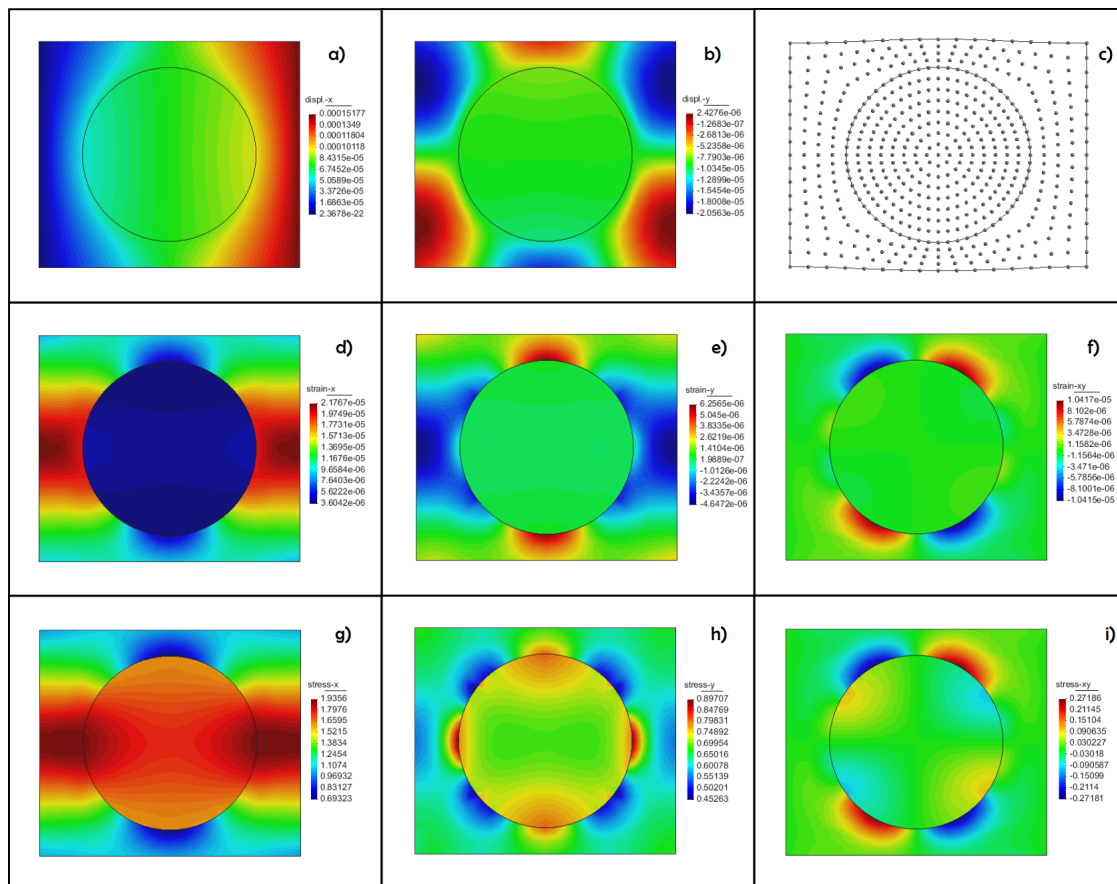 a)
displ.-x
0.00015177
0.0001349
0.00011804
0.00010118
8.4315e-05
6.7452e-05
5.0589e-05
3.3726e-05
1.6863e-05
2.3678e-22
b)
displ.-y
2.4276e-06
-1.2683e-07
-2.6813e-06
-5.2358e-06
-7.7903e-06
-1.0345e-05
-1.2899e-05
-1.5454e-05
-1.8008e-05
-2.0563e-05
c)
d)
strain-x
2.1767e-05
1.9749e-05
1.7731e-05
1.5713e-05
1.3695e-05
1.1676e-05
9.6584e-06
7.6403e-06
5.6222e-06
3.6042e-06
e)
strain-y
6.2565e-06
5.045e-06
3.8335e-06
2.6219e-06
1.4104e-06
1.9889e-07
-1.0126e-06
-2.2242e-06
-3.4357e-06
-4.6472e-06
f)
strain-xy
1.0417e-05
8.102e-06
5.7874e-06
3.4728e-06
1.1582e-06
-1.1564e-06
-3.471e-06
-5.7856e-06
-8.1001e-06
-1.0415e-05
g)
stress-x
1.9356
1.7976
1.6595
1.5215
1.3834
1.2454
1.1074
0.96932
0.83127
0.69323
h)
stress-y
0.89707
0.84769
0.79831
0.74892
0.69954
0.65016
0.60078
0.55139
0.50201
0.45263
i)
stress-xy
0.27186
0.21145
0.15104
0.090635
0.030227
-0.03018
-0.090587
-0.15099
-0.2114
-0.27181